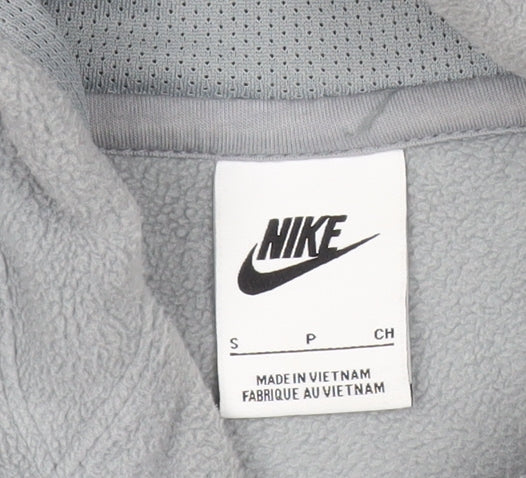 NIKE
S P CH
MADE IN VIETNAM
FABRIQUE AU VIETNAM